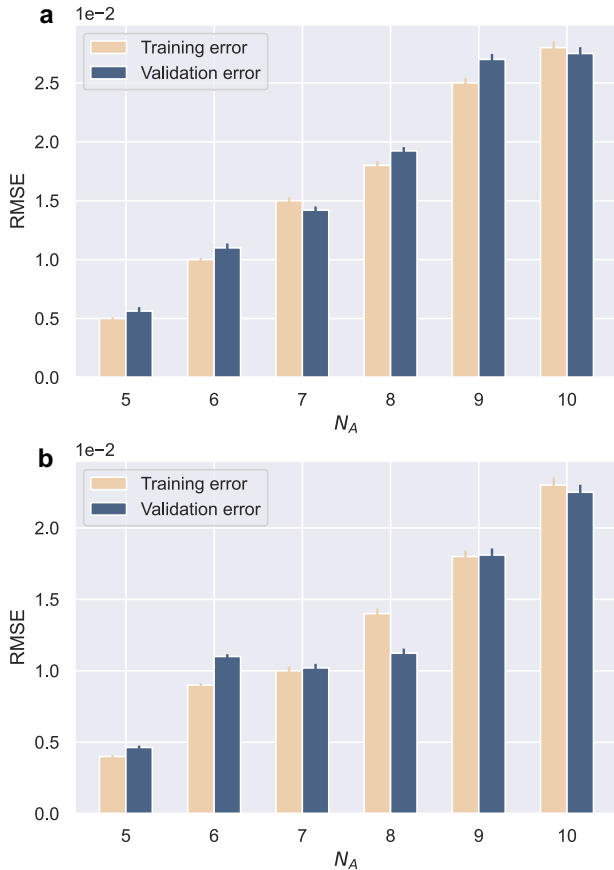 a
1e−2
Training error
Validation error
2.5
2.0
1.5
1.0
0.5
0.0
RMSE
5 6 7 8 9 10
N_A
b
1e−2
Training error
Validation error
2.0
1.5
1.0
0.5
0.0
RMSE
5 6 7 8 9 10
N_A